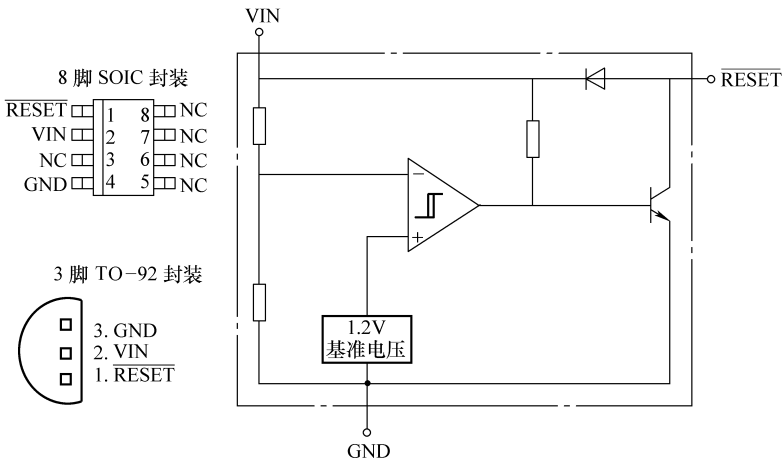 VIN
8 脚 SOIC 封装
RESET 1 8 NC
VIN 2 7 NC
NC 3 6 NC
GND 4 5 NC
RESET
−
+
1.2V
基准电压
GND
3 脚 TO−92 封装
3. GND
2. VIN
1. RESET